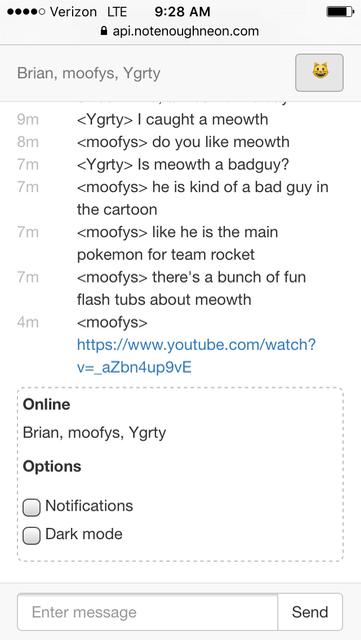 Verizon LTE 9:28 AM
api.notenoughneon.com
Brian, moofys, Ygrty
9m <Ygrty> I caught a meowth
8m <moofys> do you like meowth
7m <Ygrty> Is meowth a badguy?
7m <moofys> he is kind of a bad guy in
the cartoon
7m <moofys> like he is the main
pokemon for team rocket
7m <moofys> there's a bunch of fun
flash tubs about meowth
4m <moofys>
https://www.youtube.com/watch?
v=_aZbn4up9vE
Online
Brian, moofys, Ygrty
Options
Notifications
Dark mode
Enter message Send